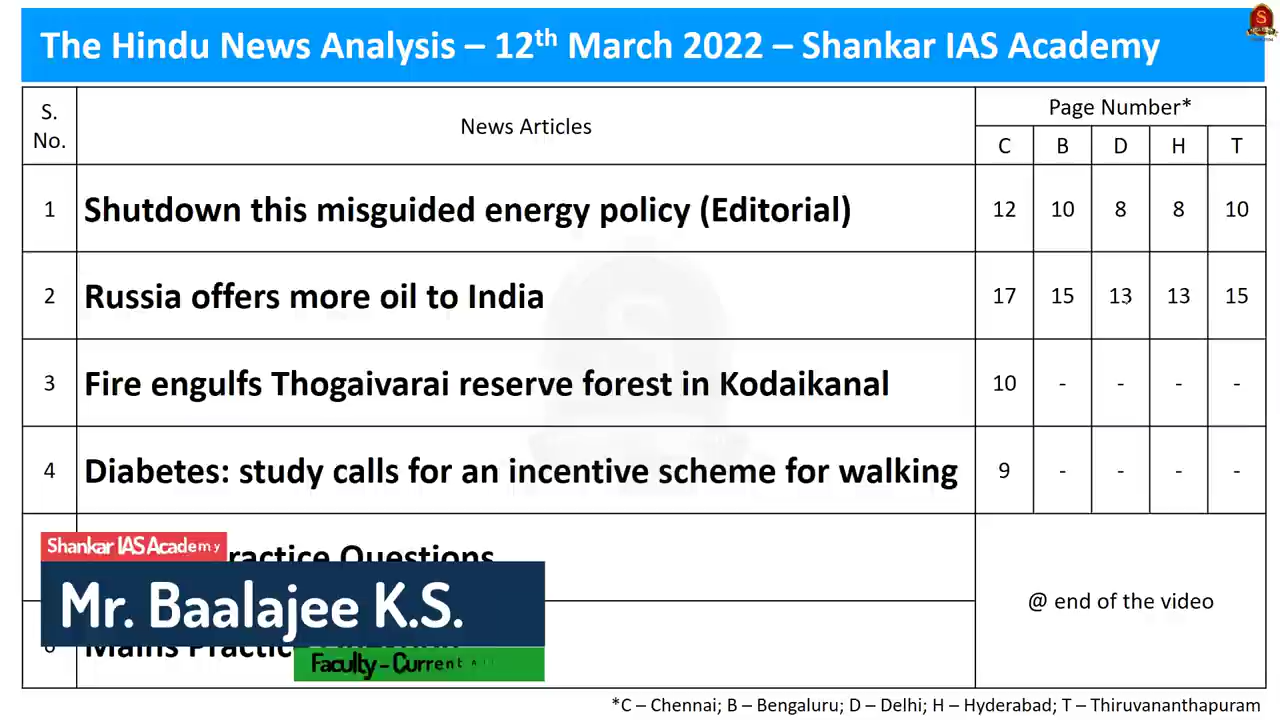 The Hindu News Analysis – 12th March 2022 – Shankar IAS Academy
S. No. News Articles Page Number*
C B D H T
1 Shutdown this misguided energy policy (Editorial) 12 10 8 8 10
2 Russia offers more oil to India 17 15 13 13 15
3 Fire engulfs Thogaivarai reserve forest in Kodaikanal 10 - - - -
4 Diabetes: study calls for an incentive scheme for walking 9 - - - -
Questions
@ end of the video
Mains
Shankar IAS Academy
Mr. Baalajee K.S.
Faculty - Current
*C – Chennai; B – Bengaluru; D – Delhi; H – Hyderabad; T – Thiruvananthapuram